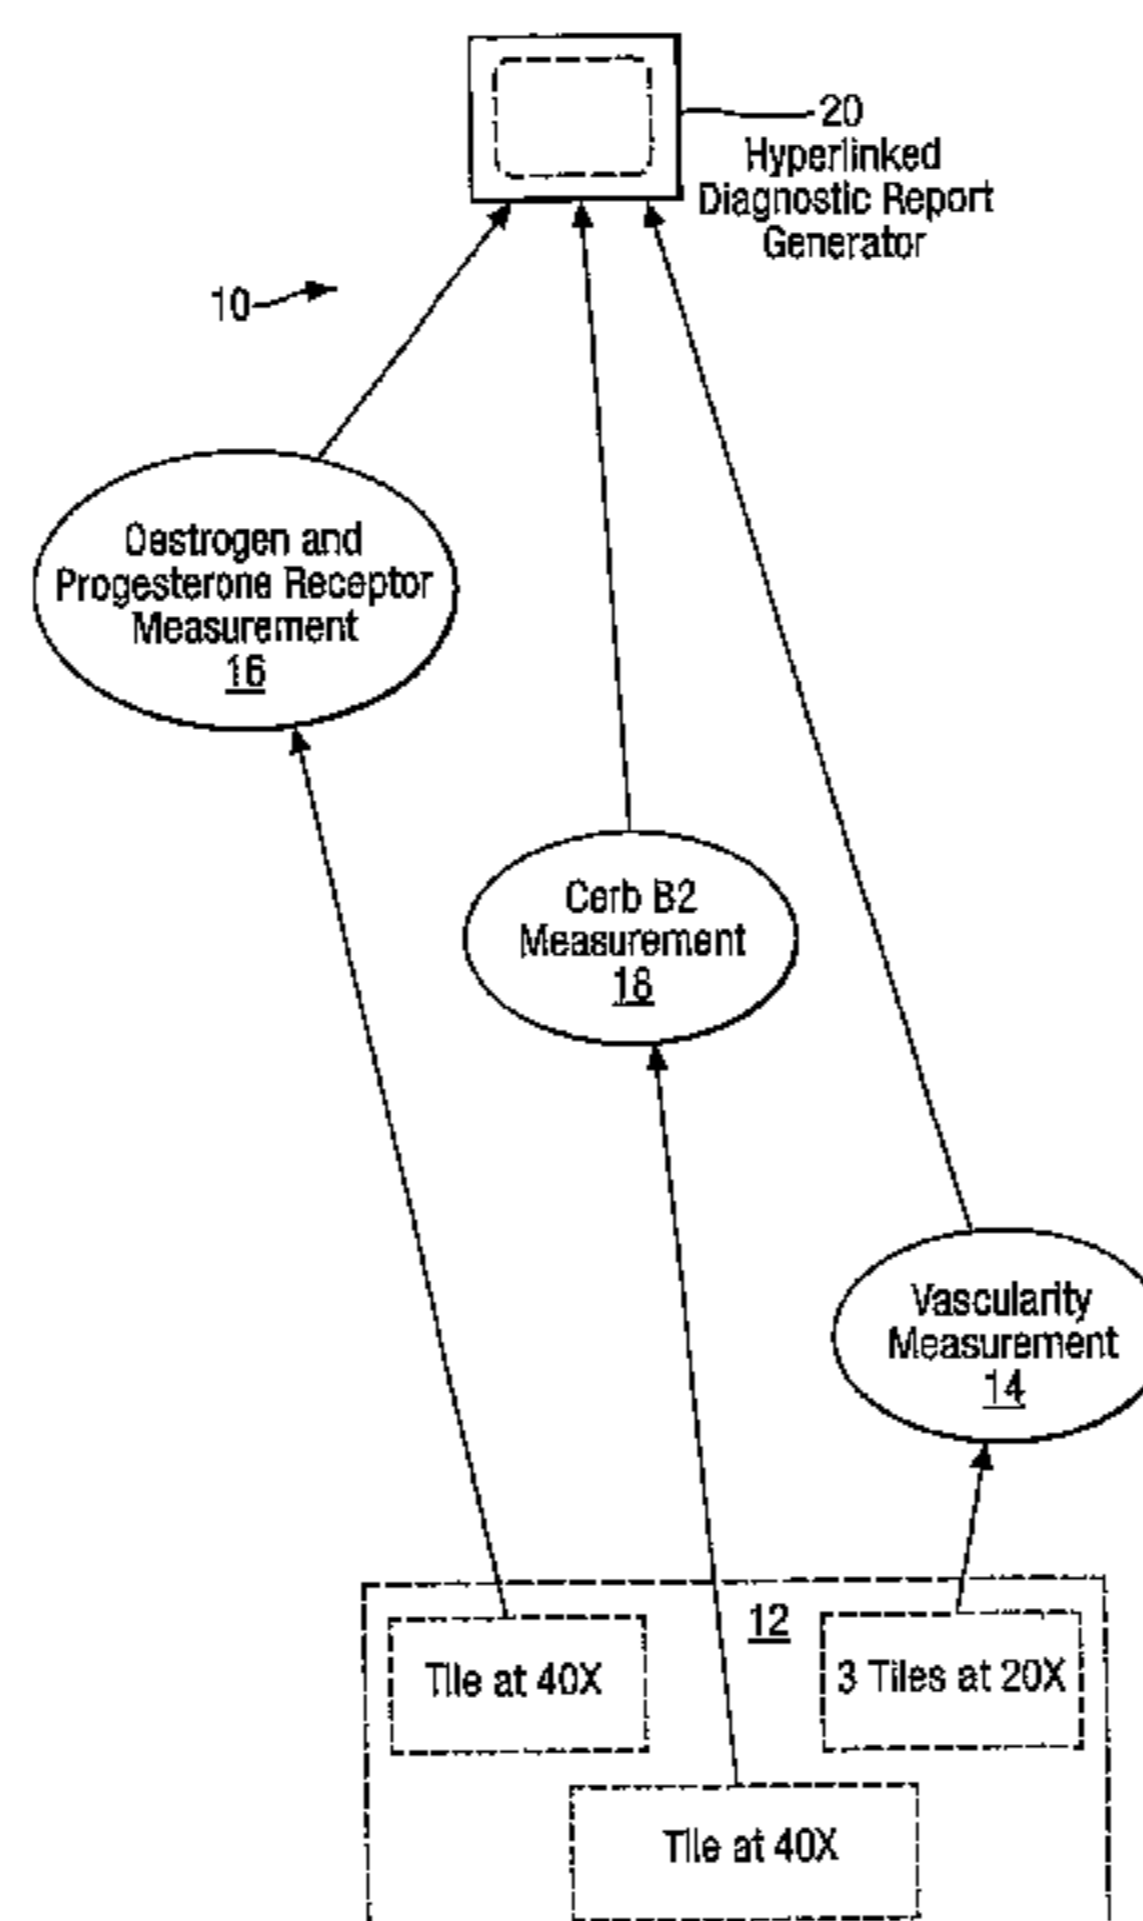 20
Hyperlinked
Diagnostic Report
Generator
10
Oestrogen and
Progesterone Receptor
Measurement
16
Cerb B2
Measurement
18
Vascularity
Measurement
14
12
Tile at 40X
3 Tiles at 20X
Tile at 40X